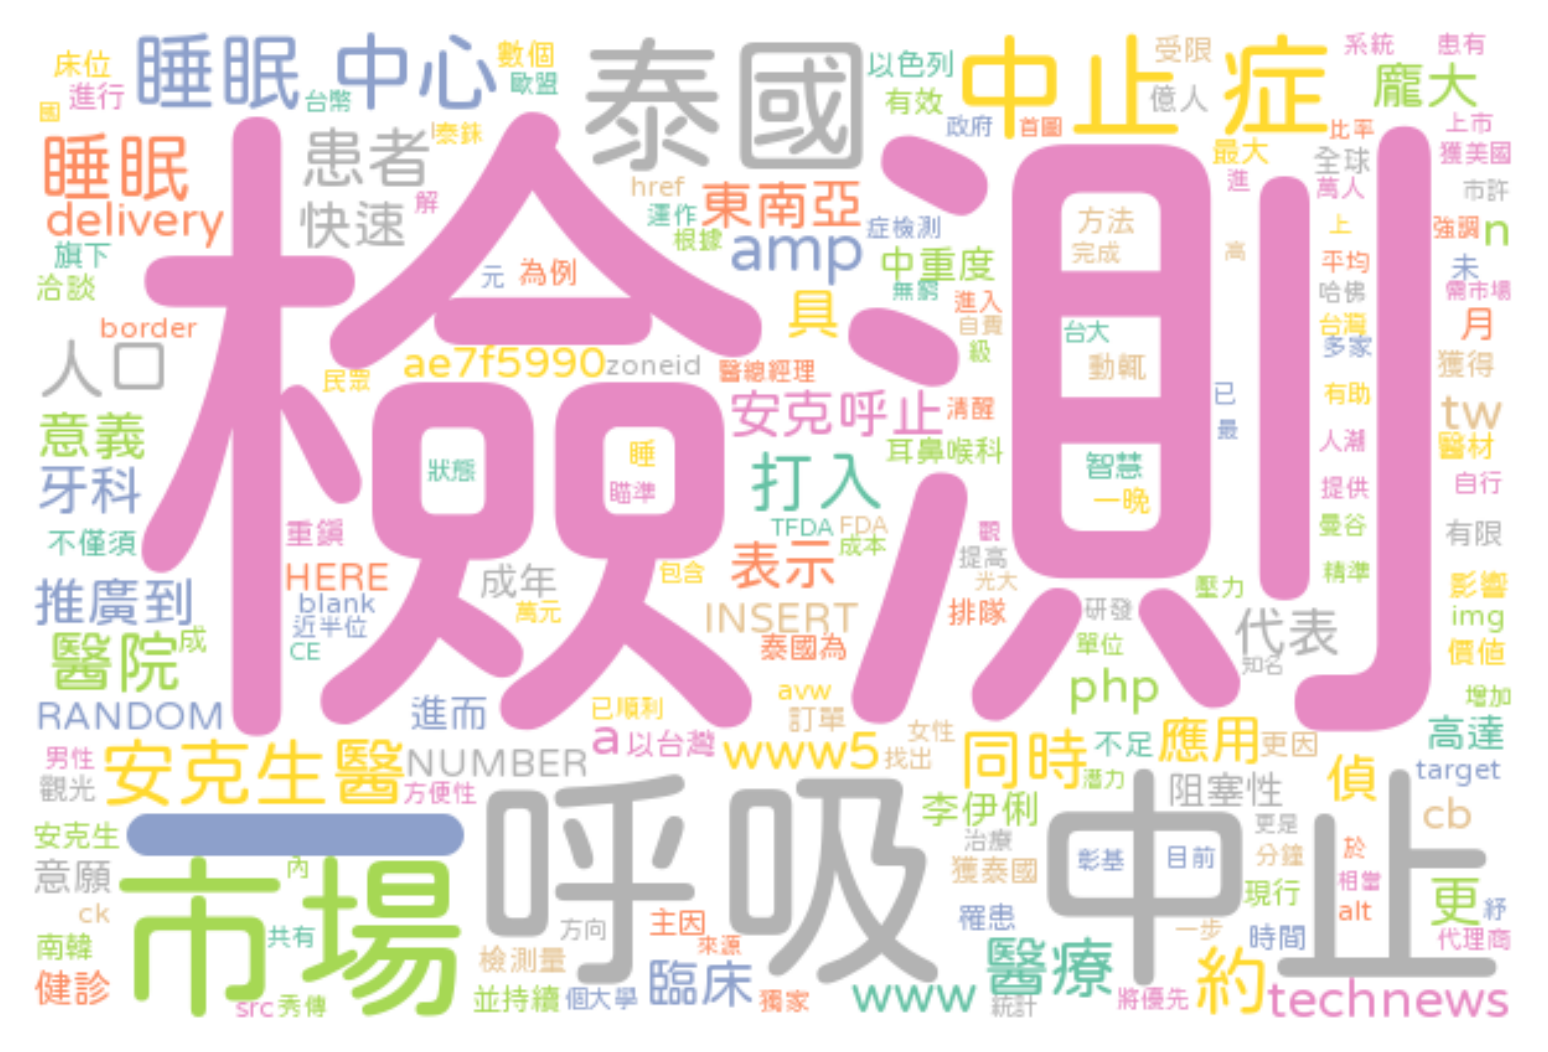 床位
睡眠
中心
數個
泰國
以色列
中止
症
受限
系統
患有
龐大
進行
台幣
歐盟
有效
億人
國
政府
首圖
比率
上市
睡眠
患者
泰銖
最大
全球
獲美國
href
東南亞
進
萬人
市許
delivery
快速
解
運作
根據
症檢測
方法
上
強調
n
檢測
旗下
元
為例
amp
中重度
完成
高
平均
未
洽談
無窮
哈佛
需市場
border
具
進入
自費
台大
台灣
月
人口
ae7f5990
zoneid
醫總經理
級
動輒
多家
獲得
民眾
安克呼止
清醒
已
有助
tw
意義
狀態
睡
耳鼻喉科
最
人潮
醫材
牙科
瞄準
打入
智慧
一晚
提供
自行
不僅須
重鎮
TFDA
FDA
觀
曼谷
有限
HERE
成年
包含
表示
成本
提高
光大
壓力
精準
影響
推廣到
blank
萬元
INSERT
排隊
研發
代表
img
近半位
醫院
成
CE
泰國為
單位
知名
價值
RANDOM
進而
已順利
avw
訂單
php
增加
男性
安克生醫
NUMBER
a
以台灣
www5
女性
找出
同時
不足
應用
更因
高達
觀光
方便性
潛力
阻塞性
偵
target
安克生
一
呼吸
中止
李伊俐
治療
更是
cb
意願
市場
內
獲泰國
彰基
目前
分鐘
於
現行
相當
更
紓
ck
方向
主因
罹患
一步
alt
南韓
共有
來源
時間
代理商
健診
檢測量
臨床
醫療
約
src
秀傳
並持續
個大學
獨家
www
統計
將優先
technews